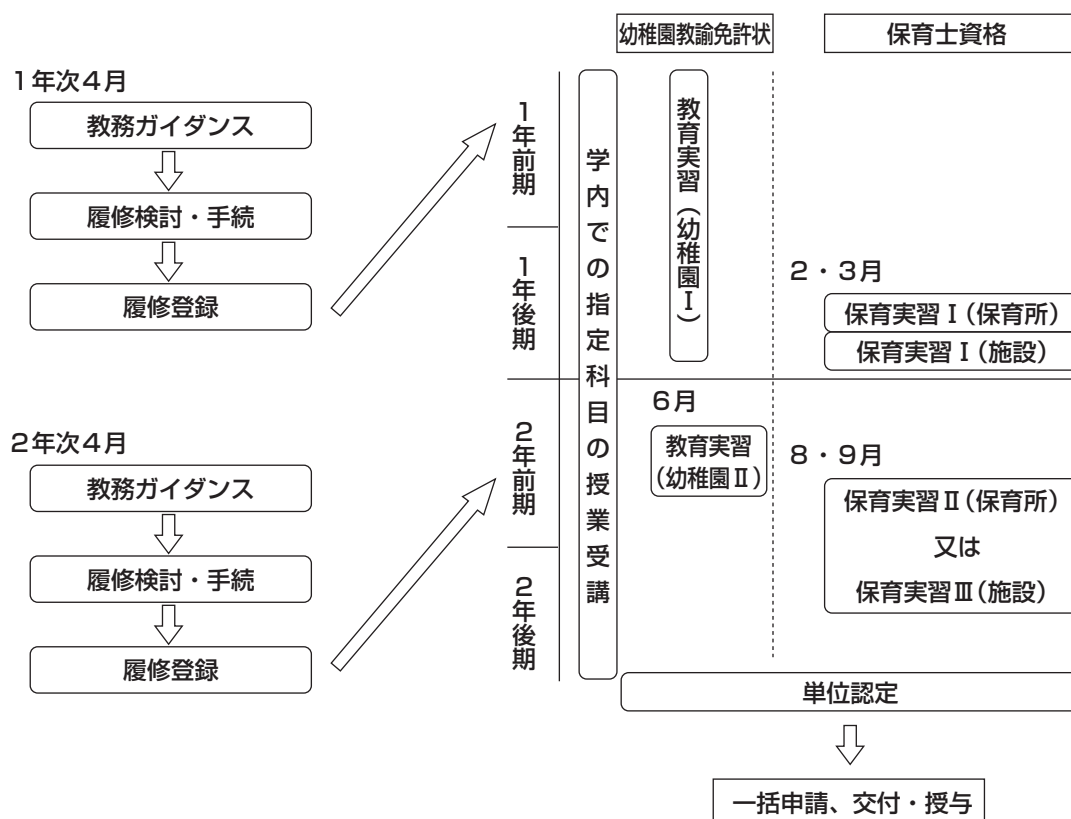 幼稚園教諭免許状
保育士資格
1年次4月
教務ガイダンス
履修検討・手続
履修登録
2年次4月
教務ガイダンス
履修検討・手続
履修登録
1年前期
1年後期
2年前期
2年後期
学内での指定科目の授業受講
教育実習(幼稚園Ⅰ)
2・3月
保育実習Ⅰ(保育所)
保育実習Ⅰ(施設)
6月
教育実習
(幼稚園Ⅱ)
8・9月
保育実習Ⅱ(保育所)
又は
保育実習Ⅲ(施設)
単位認定
一括申請、交付・授与